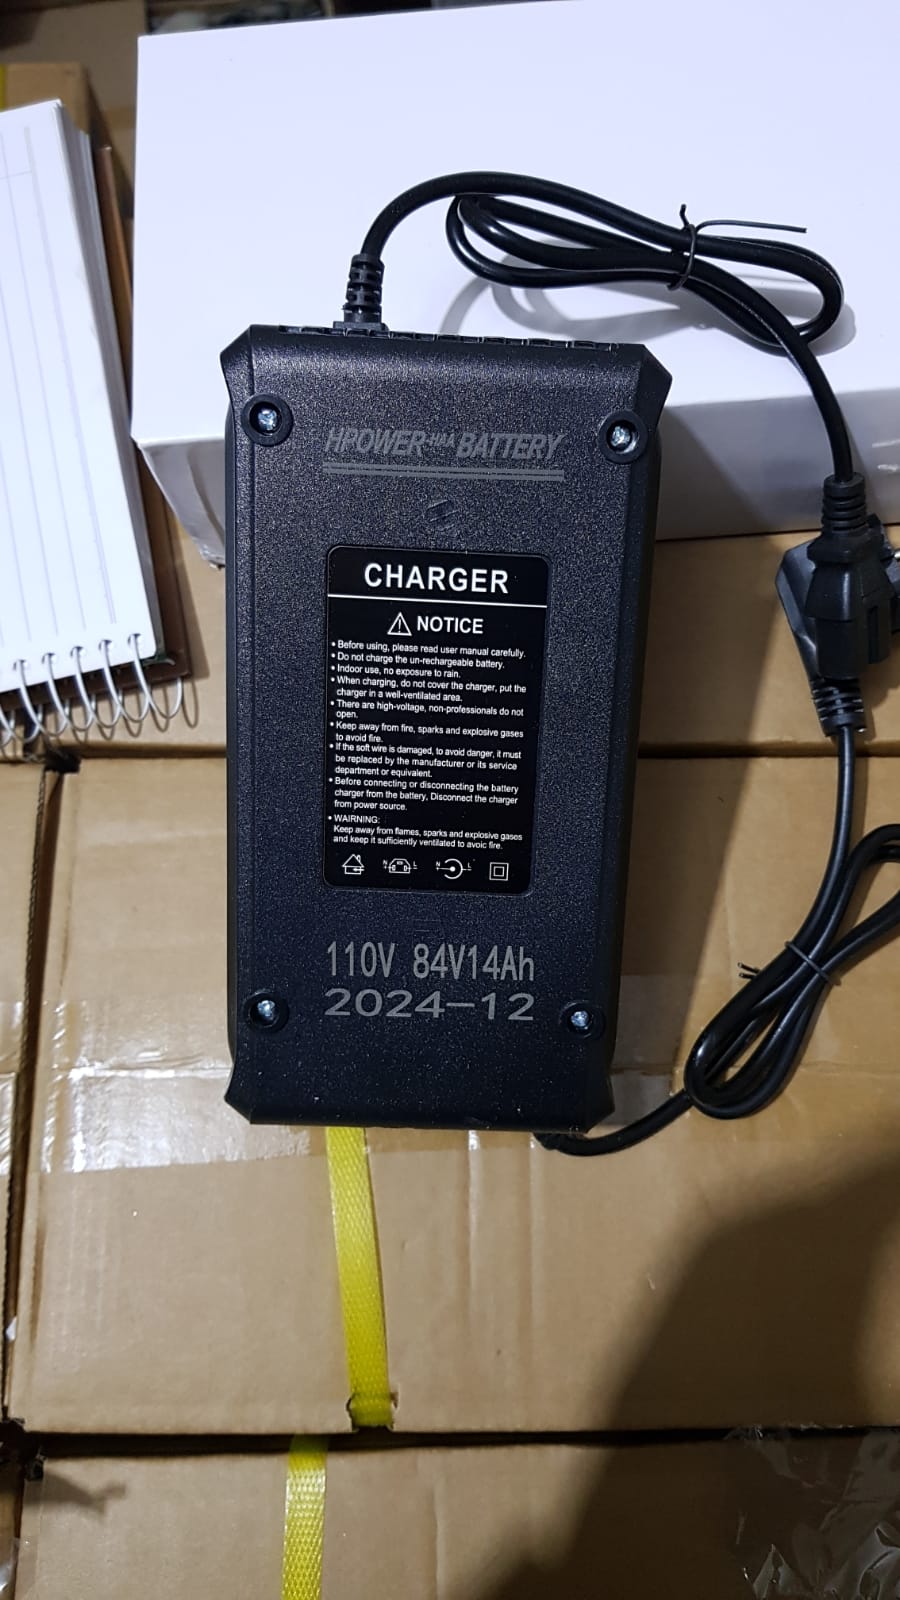 HPOWER BATTERY
CHARGER
NOTICE
• Before using, please read user manual carefully.
• Do not charge the un-rechargeable battery.
• Indoor use, no exposure to rain.
• When charging, do not cover the charger, put the
charger in a well-ventilated area.
• There are high-voltage, non-professionals do not
open.
• Keep away from fire, sparks and explosive gases
to avoid fire.
• If the soft wire is damaged, to avoid danger, it must
be replaced by the manufacturer or its service
department or equivalent.
• Before connecting or disconnecting the battery
charger from the battery, Disconnect the charger
from power source.
• WAIRNING:
Keep away from flames, sparks and explosive gases
and keep it sufficiently ventilated to avoic fire.
N L N L
110V 84V14Ah
2024-12